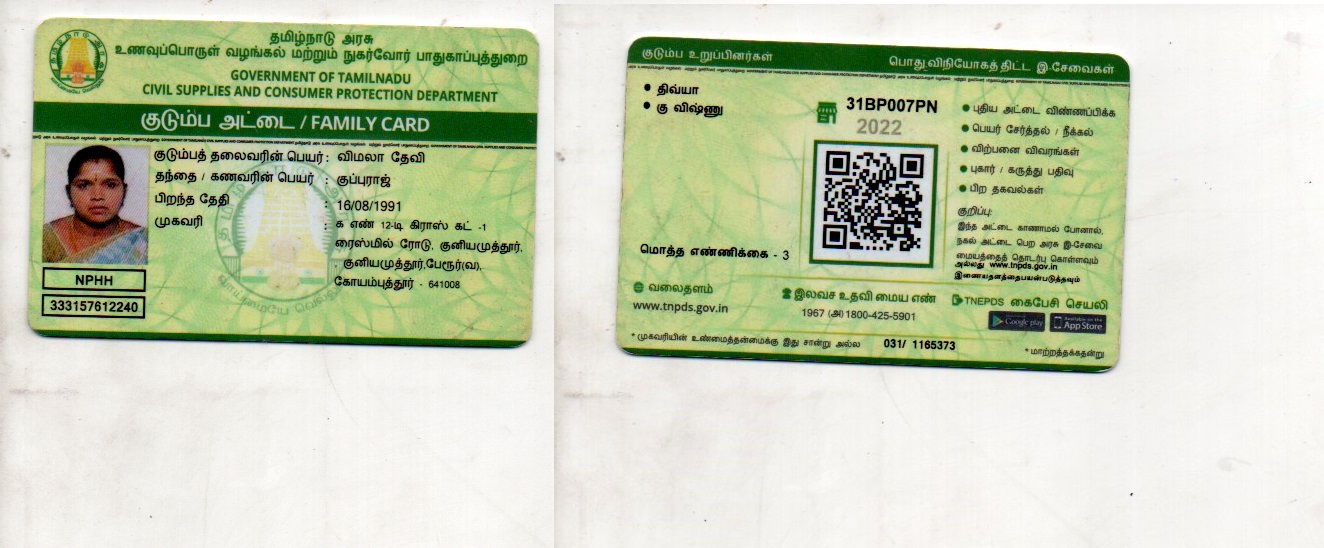 தமிழ்நாடு அரசு
உணவுப்பொருள் வழங்கல் மற்றும் நுகர்வோர் பாதுகாப்புத்துறை
GOVERNMENT OF TAMILNADU
CIVIL SUPPLIES AND CONSUMER PROTECTION DEPARTMENT
குடும்ப அட்டை / FAMILY CARD
குடும்பத் தலைவரின் பெயர் : விமலா தேவி
தந்தை / கணவரின் பெயர் : குப்புராஜ்
பிறந்த தேதி : 16/08/1991
முகவரி : க எண் 12-டி கிராஸ் கட் -1
ரைஸ்மில் ரோடு, குனியமுத்தூர்,
, குனியமுத்தூர்,பேரூர்(வ),
கோயம்புத்தூர் - 641008
NPHH
333157612240
குடும்ப உறுப்பினர்கள்
பொது விநியோகத் திட்ட இ-சேவைகள்
• திவ்யா
• கு விஷ்ணு
31BP007PN
2022
• புதிய அட்டை விண்ணப்பிக்க
• பெயர் சேர்த்தல் / நீக்கல்
• விற்பனை விவரங்கள்
• புகார் / கருத்து பதிவு
• பிற தகவல்கள்
குறிப்பு:
இந்த அட்டை காணாமல் போனால்,
நகல் அட்டை பெற அரசு இ-சேவை
மையத்தைத் தொடர்பு கொள்ளவும்
அல்லது www.tnpds.gov.in
இணையதளத்தைபயன்படுத்தவும்
மொத்த எண்ணிக்கை - 3
வலைதளம்
www.tnpds.gov.in
இலவச உதவி மைய எண்
1967 (அ) 1800-425-5901
TNEPDS கைபேசி செயலி
Google play
Available on the App Store
* முகவரியின் உண்மைத்தன்மைக்கு இது சான்று அல்ல
031/ 1165373
* மாற்றத்தக்கதன்று